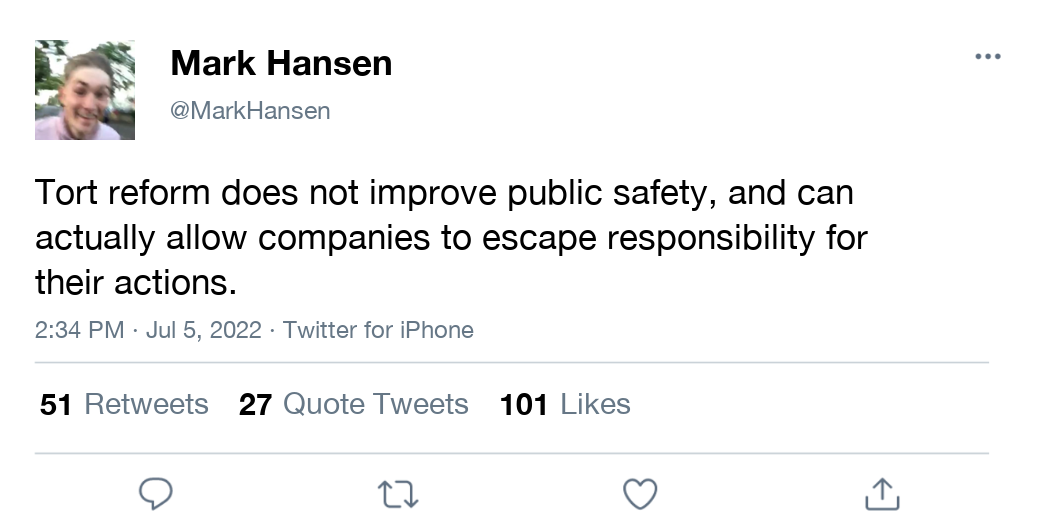 Mark Hansen
@MarkHansen
Tort reform does not improve public safety, and can
actually allow companies to escape responsibility for
their actions.
2:34 PM · Jul 5, 2022 · Twitter for iPhone
51 Retweets 27 Quote Tweets 101 Likes